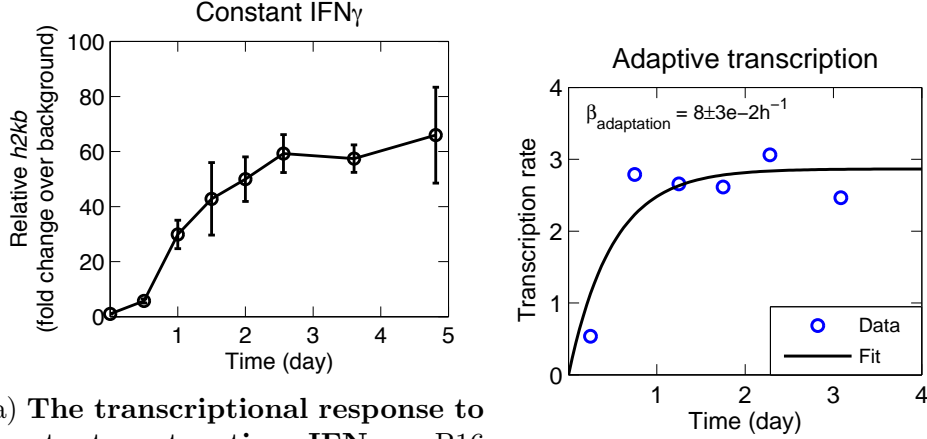 Constant IFNγ
Relative h2kb
(fold change over background)
100
80
60
40
20
0
1
2
3
4
5
Time (day)
Adaptive transcription
β adaptation = 8±3e−2h−1
Transcription rate
4
3
2
1
0
1
2
3
4
Data
Fit
Time (day)
a) The transcriptional response to